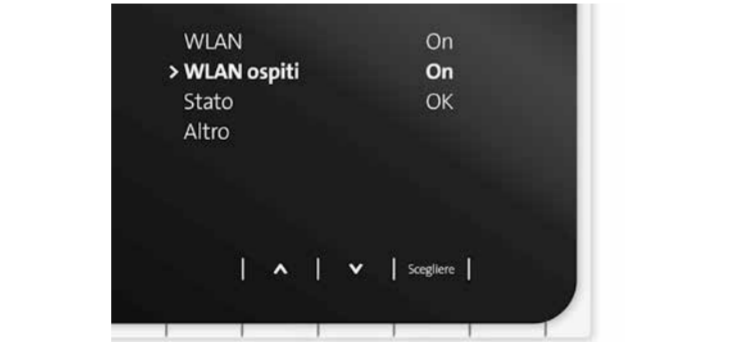 WLAN On
> WLAN ospiti On
Stato OK
Altro
Scegliere